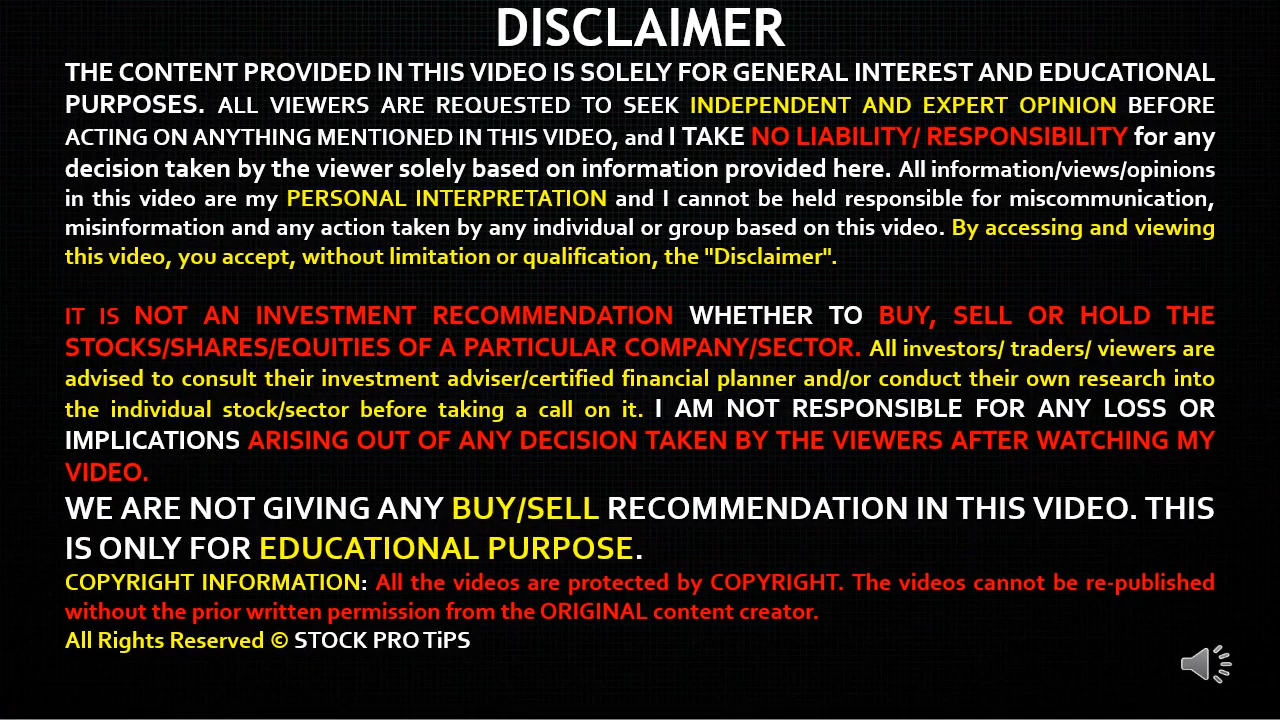 DISCLAIMER
THE CONTENT PROVIDED IN THIS VIDEO IS SOLELY FOR GENERAL INTEREST AND EDUCATIONAL
PURPOSES. ALL VIEWERS ARE REQUESTED TO SEEK INDEPENDENT AND EXPERT OPINION BEFORE
ACTING ON ANYTHING MENTIONED IN THIS VIDEO, and I TAKE NO LIABILITY/ RESPONSIBILITY for any
decision taken by the viewer solely based on information provided here. All information/views/opinions
in this video are my PERSONAL INTERPRETATION and I cannot be held responsible for miscommunication,
misinformation and any action taken by any individual or group based on this video. By accessing and viewing
this video, you accept, without limitation or qualification, the "Disclaimer".
IT IS NOT AN INVESTMENT RECOMMENDATION WHETHER TO BUY, SELL OR HOLD THE
STOCKS/SHARES/EQUITIES OF A PARTICULAR COMPANY/SECTOR. All investors/ traders/ viewers are
advised to consult their investment adviser/certified financial planner and/or conduct their own research into
the individual stock/sector before taking a call on it. I AM NOT RESPONSIBLE FOR ANY LOSS OR
IMPLICATIONS ARISING OUT OF ANY DECISION TAKEN BY THE VIEWERS AFTER WATCHING MY
VIDEO.
WE ARE NOT GIVING ANY BUY/SELL RECOMMENDATION IN THIS VIDEO. THIS
IS ONLY FOR EDUCATIONAL PURPOSE.
COPYRIGHT INFORMATION: All the videos are protected by COPYRIGHT. The videos cannot be re-published
without the prior written permission from the ORIGINAL content creator.
All Rights Reserved © STOCK PRO TiPS